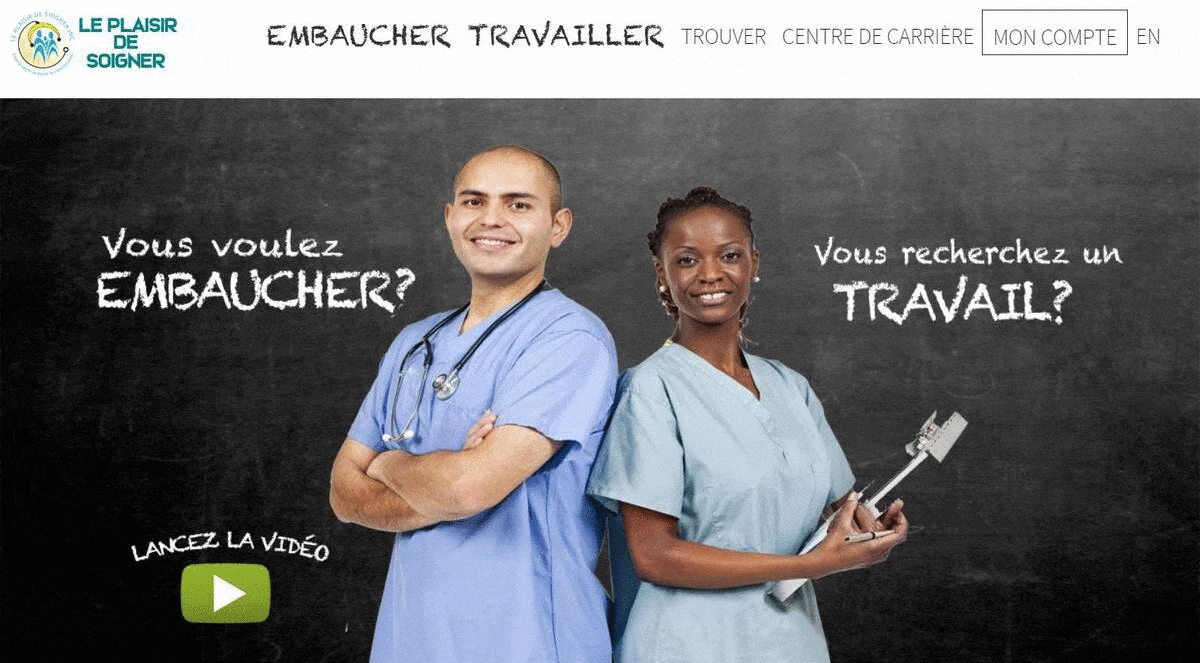 LE PLAISIR
DE
SOIGNER
EMBAUCHER TRAVAILLER TROUVER CENTRE DE CARRIÈRE MON COMPTE EN
Vous voulez
EMBAUCHER?
Vous recherchez un
TRAVAIL?
LANCEZ LA VIDÉO